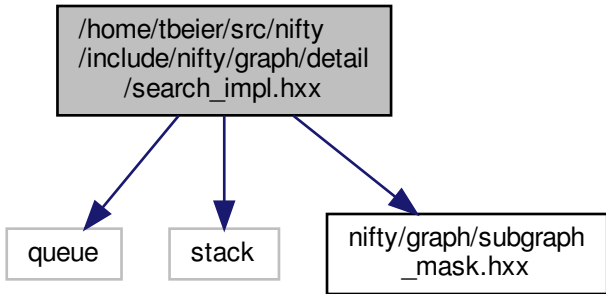 /home/tbeier/src/nifty
/include/nifty/graph/detail
/search_impl.hxx
queue
stack
nifty/graph/subgraph
_mask.hxx